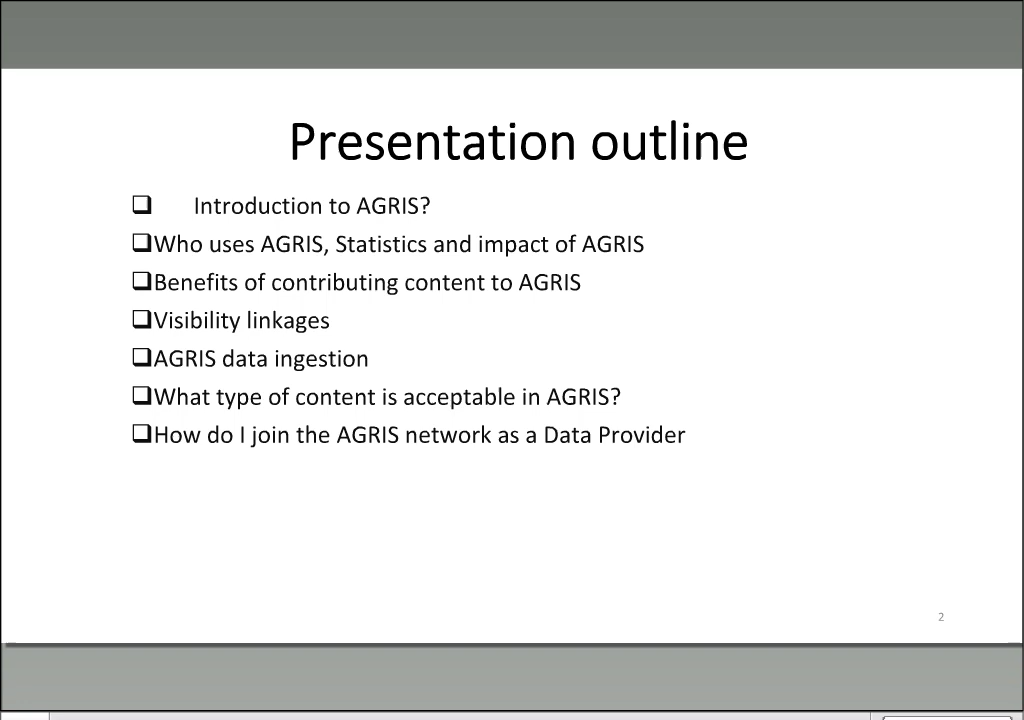 Presentation outline
❑ Introduction to AGRIS?
❑Who uses AGRIS, Statistics and impact of AGRIS
❑Benefits of contributing content to AGRIS
❑Visibility linkages
❑AGRIS data ingestion
❑What type of content is acceptable in AGRIS?
❑How do I join the AGRIS network as a Data Provider
2